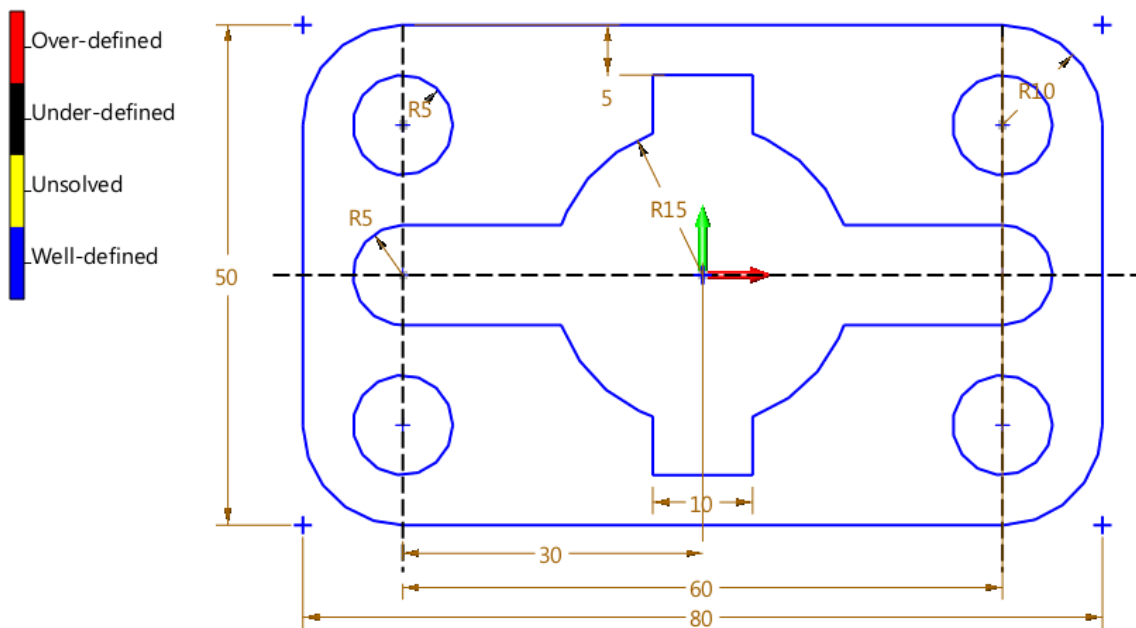 Over-defined
Under-defined
Unsolved
Well-defined
5
R5
R10
R15
R5
50
10
30
60
80